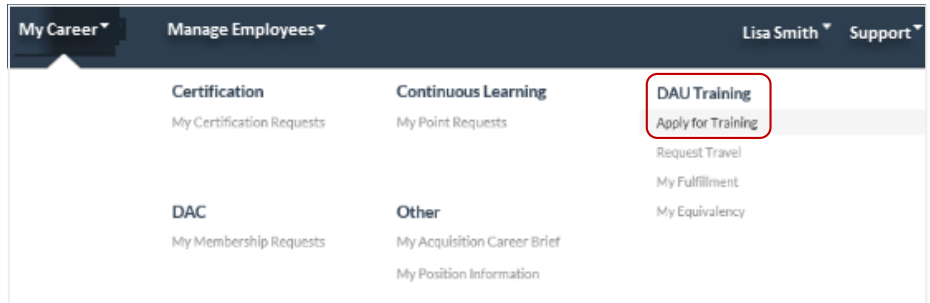 My Career Manage Employees Lisa Smith Support
Certification
My Certification Requests
Continuous Learning
My Point Requests
DAU Training
Apply for Training
Request Travel
My Fulfillment
My Equivalency
DAC
My Membership Requests
Other
My Acquisition Career Brief
My Position Information